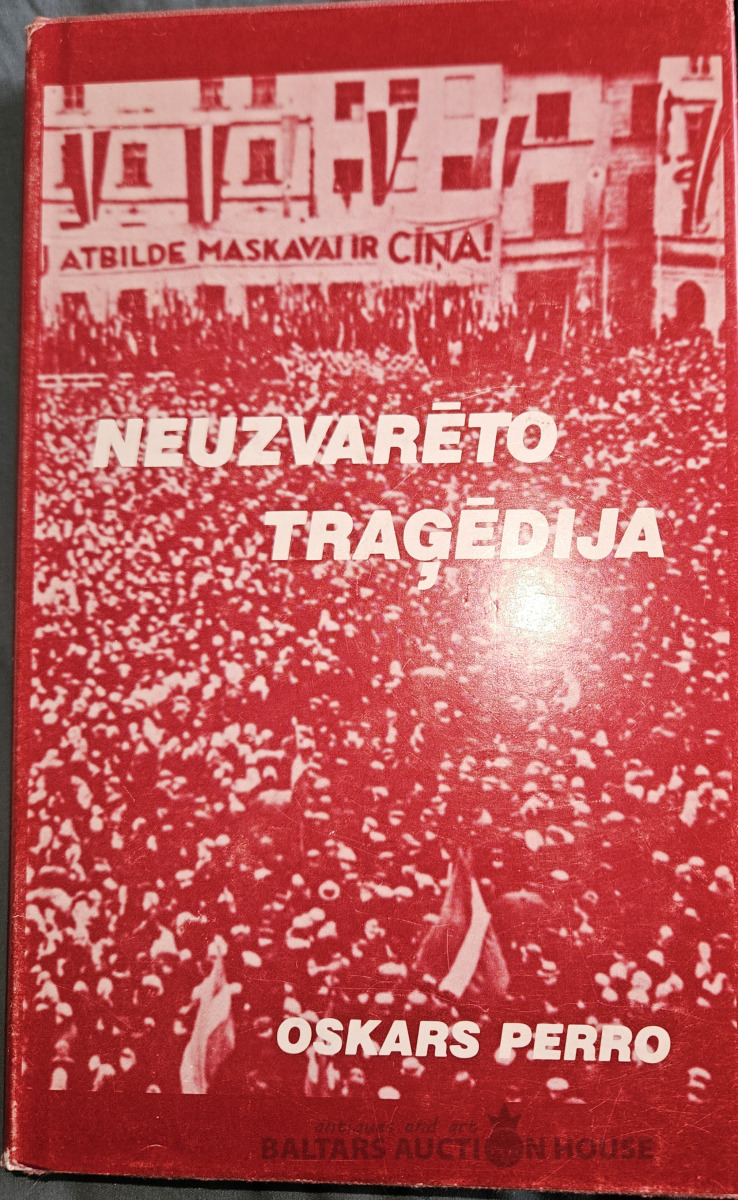 ATBILDE MASKAVAI IR CĪŅA!
NEUZVARĒTO
TRAĢĒDIJA
OSKARS PERRO
antiques and art
BALTARS AUCTION HOUSE